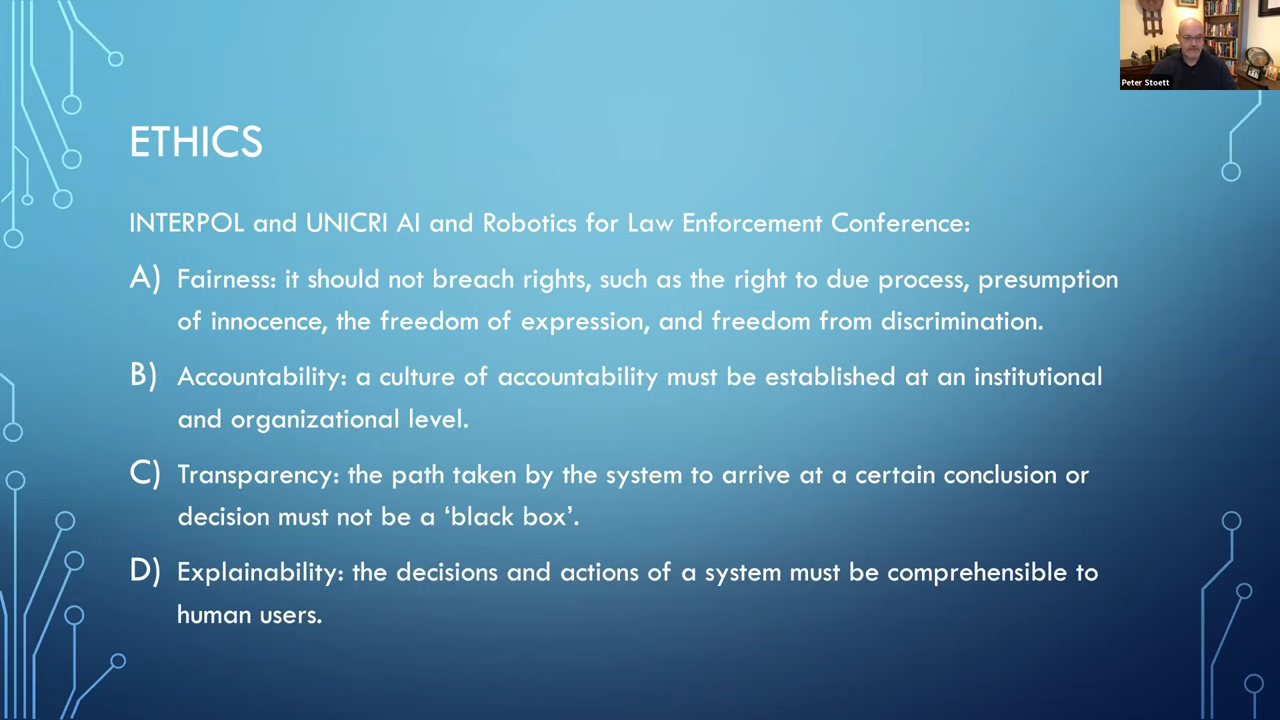 Peter Stoett
ETHICS
INTERPOL and UNICRI AI and Robotics for Law Enforcement Conference:
A) Fairness: it should not breach rights, such as the right to due process, presumption
of innocence, the freedom of expression, and freedom from discrimination.
B) Accountability: a culture of accountability must be established at an institutional
and organizational level.
C) Transparency: the path taken by the system to arrive at a certain conclusion or
decision must not be a ‘black box’.
D) Explainability: the decisions and actions of a system must be comprehensible to
human users.